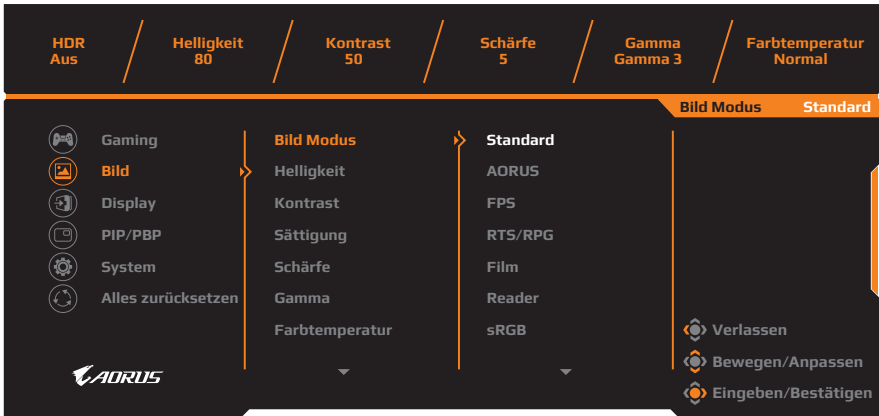 HDR Helligkeit Kontrast Schärfe Gamma Farbtemperatur
Aus 80 50 5 Gamma 3 Normal
Bild Modus Standard
Gaming Bild Modus Standard
Bild Helligkeit AORUS
Display Kontrast FPS
PIP/PBP Sättigung RTS/RPG
System Schärfe Film
Alles zurücksetzen Gamma Reader
Farbtemperatur sRGB
Verlassen
Bewegen/Anpassen
Eingeben/Bestätigen
AORUS